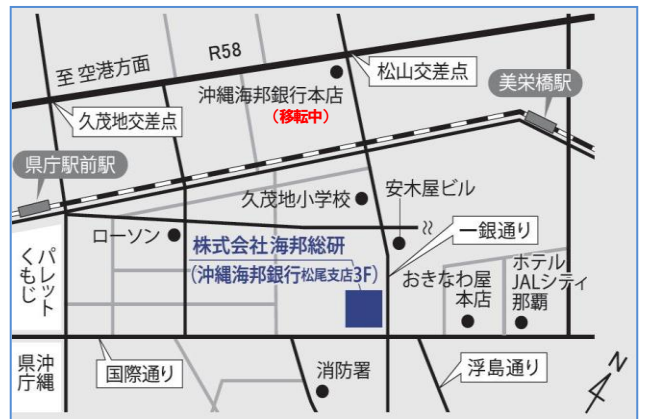 至 空港方面
R58
松山交差点
沖縄海邦銀行本店
（移転中）
美栄橋駅
久茂地交差点
県庁駅前駅
久茂地小学校
安木屋ビル
ローソン
一銀通り
株式会社海邦総研
（沖縄海邦銀行松尾支店3F）
パレット
くもじ
おきなわ屋
本店
ホテル
JALシティ
那覇
沖縄
県庁
国際通り
消防署
浮島通り
N